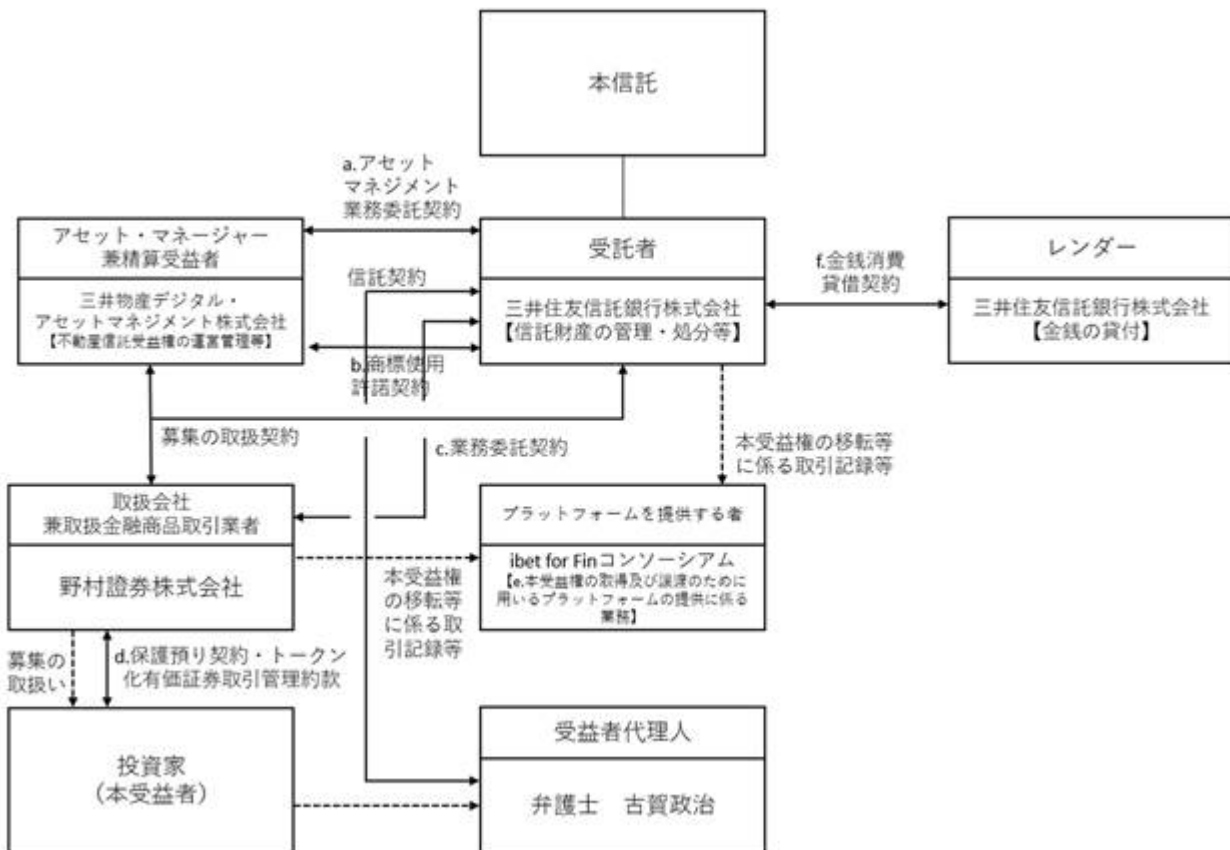 本信託
a.アセット
マネジメント
業務委託契約
アセット・マネージャー
兼精算受益者
三井物産デジタル・
アセットマネジメント株式会社
【不動産信託受益権の運営管理等】
信託契約
受託者
三井住友信託銀行株式会社
【信託財産の管理・処分等】
f.金銭消費
貸借契約
レンダー
三井住友信託銀行株式会社
【金銭の貸付】
b.商標使用
許諾契約
募集の取扱契約
c.業務委託契約
本受益権の移転等
に係る取引記録等
取扱会社
兼取扱金融商品取引業者
野村證券株式会社
プラットフォームを提供する者
ibet for Finコンソーシアム
【e.本受益権の取得及び譲渡のために
用いるプラットフォームの提供に係る
業務】
本受益権
の移転等
に係る取
引記録等
募集の
取扱い
d.保護預り契約・トークン
化有価証券取引管理約款
投資家
（本受益者）
受益者代理人
弁護士　古賀政治